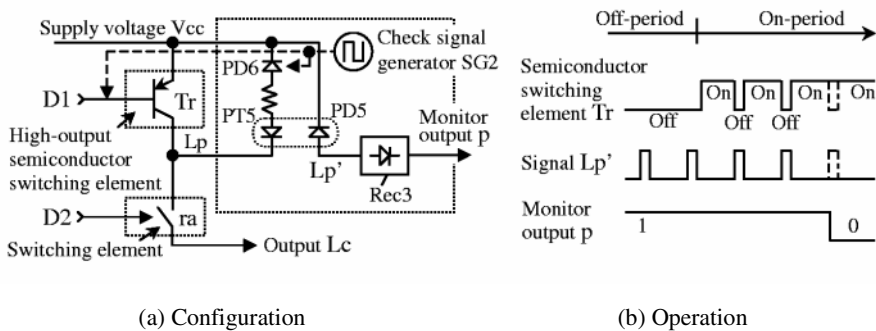 Supply voltage Vcc
Check signal
generator SG2
PD6
D1
Tr
PT5
PD5
Monitor
output p
High-output
semiconductor
switching element
Lp
Lp’
Rec3
D2
ra
Switching element
Output Lc
(a) Configuration
Off-period
On-period
Semiconductor
switching
element Tr
On
On
On
Off
Off
Off
Signal Lp’
Monitor
output p
1
0
(b) Operation